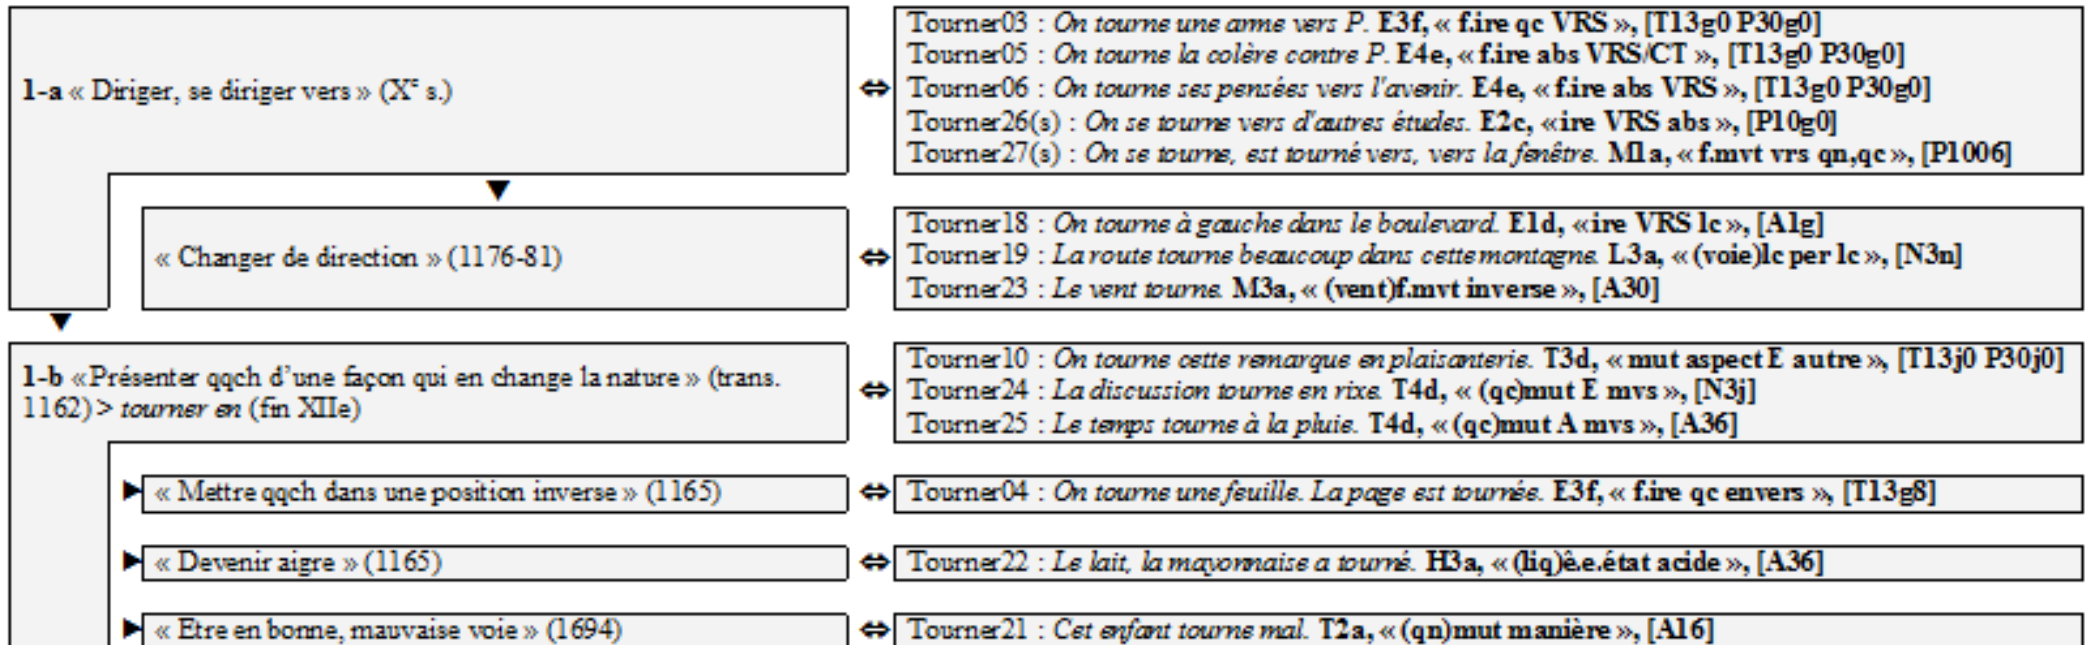 1-a « Diriger, se diriger vers » (Xᵉ s.)
⇔
Tourner03 : On tourne une arme vers P. E3f, « f.ire qc VRS », [T13g0 P30g0]
Tourner05 : On tourne la colère contre P. E4e, « f.ire abs VRS/CT », [T13g0 P30g0]
Tourner06 : On tourne ses pensées vers l'avenir. E4e, « f.ire abs VRS », [T13g0 P30g0]
Tourner26(s) : On se tourne vers d'autres études. E2c, «ire VRS abs», [P10g0]
Tourner27(s) : On se tourne, est tourné vers, vers la fenêtre. M1a, « f.mvt vrs qn,qc », [P1006]
▼
« Changer de direction » (1176-81)
⇔
Tourner18 : On tourne à gauche dans le boulevard. E1d, «ire VRS lc», [A1g]
Tourner19 : La route tourne beaucoup dans cette montagne. L3a, « (voie)lc per lc », [N3n]
Tourner23 : Le vent tourne. M3a, « (vent)f.mvt inverse », [A30]
▼
1-b «Présenter qqch d'une façon qui en change la nature» (trans.
1162) > tourner en (fin XIIe)
⇔
Tourner10 : On tourne cette remarque en plaisanterie. T3d, « mut aspect E autre », [T13j0 P30j0]
Tourner24 : La discussion tourne en rixe. T4d, « (qc)mut E mvs », [N3j]
Tourner25 : Le temps tourne à la pluie. T4d, « (qc)mut A mvs », [A36]
► « Mettre qqch dans une position inverse » (1165)
⇔ Tourner04 : On tourne une feuille. La page est tournée. E3f, « f.ire qc envers », [T13g8]
► « Devenir aigre » (1165)
⇔ Tourner22 : Le lait, la mayonnaise a tourné. H3a, « (liq)ê.e.état acide », [A36]
► « Etre en bonne, mauvaise voie » (1694)
⇔ Tourner21 : Cet enfant tourne mal. T2a, « (qn)mut manière », [A16]